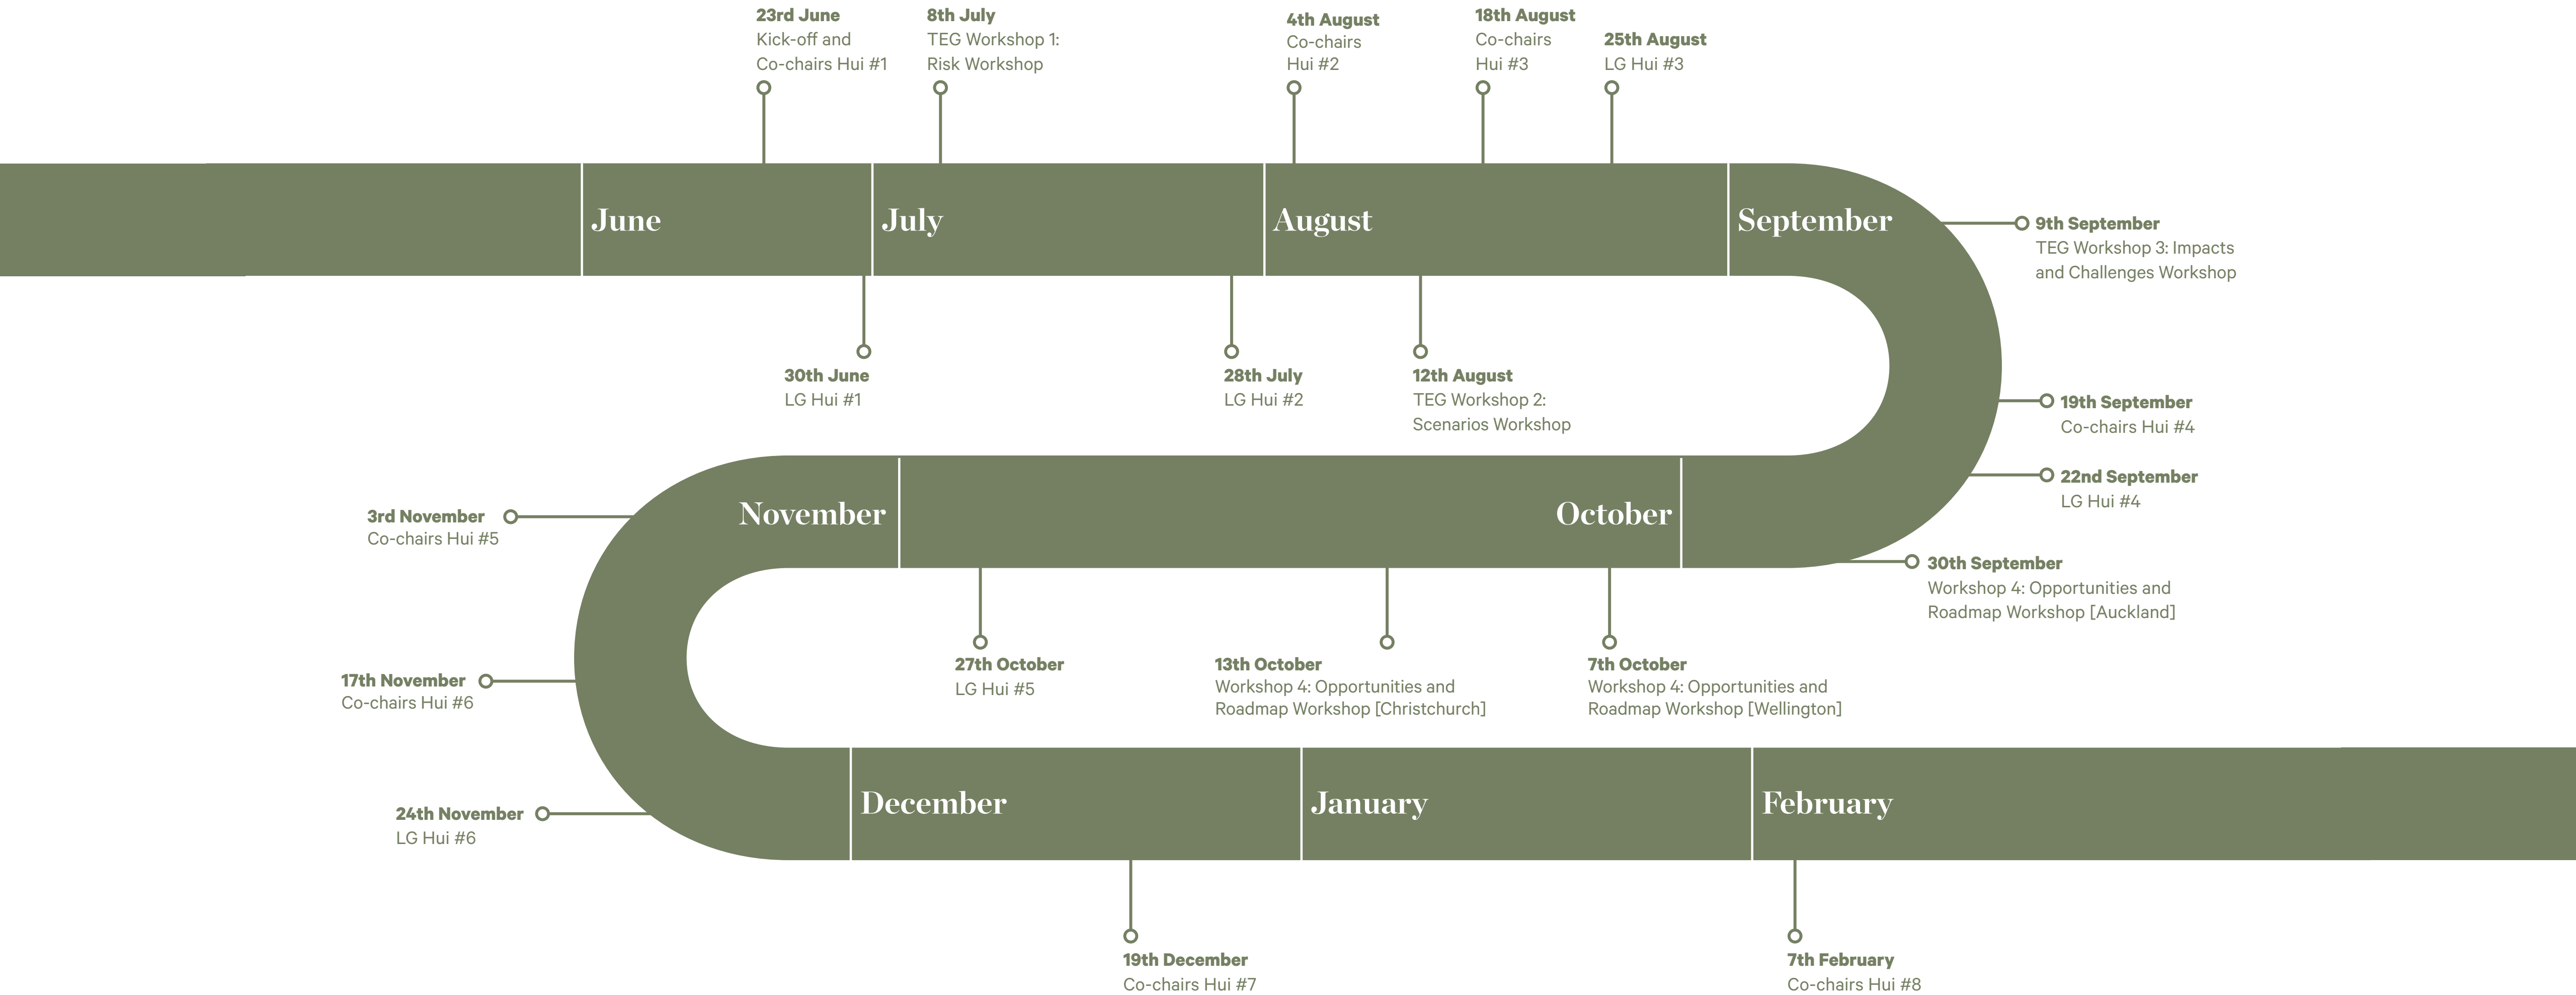 23rd June
Kick-off and
Co-chairs Hui #1
8th July
TEG Workshop 1:
Risk Workshop
4th August
Co-chairs
Hui #2
18th August
Co-chairs
Hui #3
25th August
LG Hui #3
June
July
August
September
9th September
TEG Workshop 3: Impacts
and Challenges Workshop
30th June
LG Hui #1
28th July
LG Hui #2
12th August
TEG Workshop 2:
Scenarios Workshop
19th September
Co-chairs Hui #4
22nd September
LG Hui #4
30th September
Workshop 4: Opportunities and
Roadmap Workshop [Auckland]
October
November
7th October
Workshop 4: Opportunities and
Roadmap Workshop [Wellington]
13th October
Workshop 4: Opportunities and
Roadmap Workshop [Christchurch]
27th October
LG Hui #5
3rd November
Co-chairs Hui #5
17th November
Co-chairs Hui #6
24th November
LG Hui #6
December
January
February
19th December
Co-chairs Hui #7
7th February
Co-chairs Hui #8